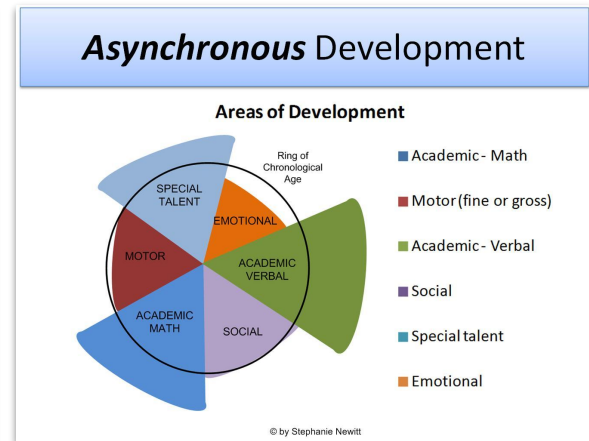 Asynchronous Development
Areas of Development
Ring of
Chronological
Age
SPECIAL
TALENT
EMOTIONAL
MOTOR
ACADEMIC
VERBAL
ACADEMIC
MATH
SOCIAL
Academic - Math
Motor (fine or gross)
Academic - Verbal
Social
Special talent
Emotional
© by Stephanie Newitt